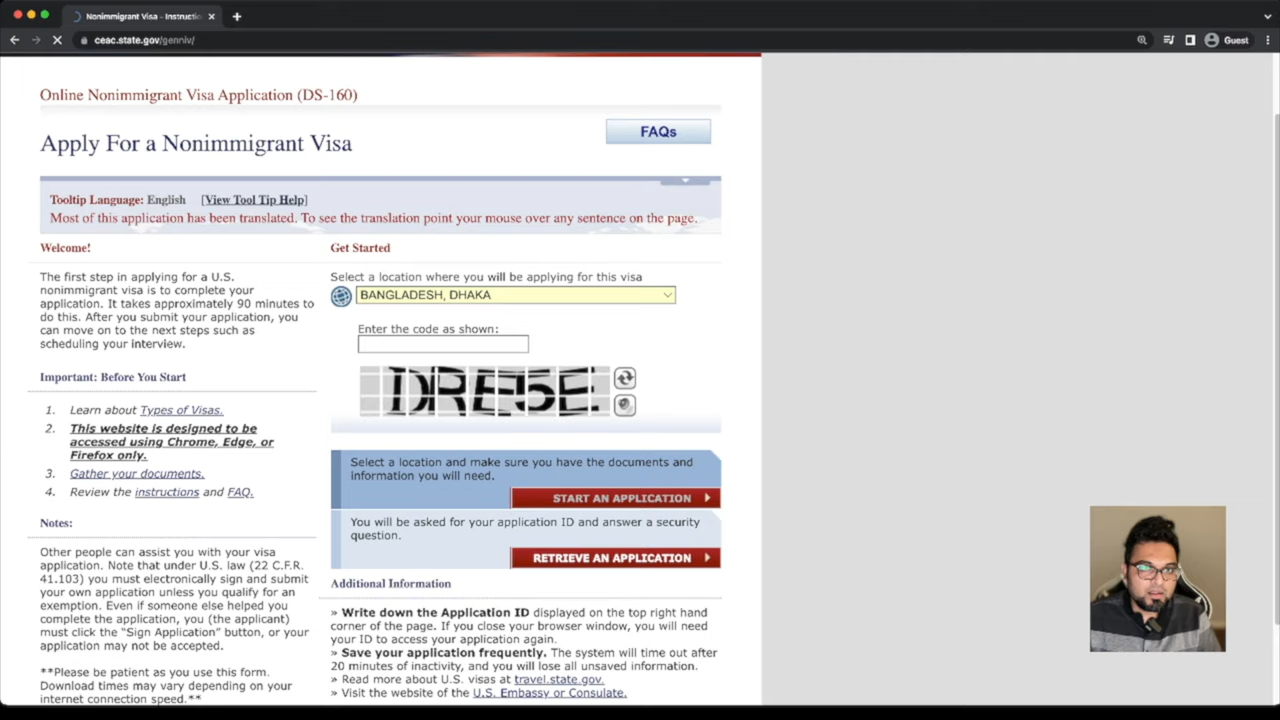 Nonimmigrant Visa - Instructio
ceac.state.gov/genniv/
Guest
Online Nonimmigrant Visa Application (DS-160)
Apply For a Nonimmigrant Visa
FAQs
Tooltip Language: English [View Tool Tip Help]
Most of this application has been translated. To see the translation point your mouse over any sentence on the page.
Welcome!
The first step in applying for a U.S.
nonimmigrant visa is to complete your
application. It takes approximately 90 minutes to
do this. After you submit your application, you
can move on to the next steps such as
scheduling your interview.
Important: Before You Start
1. Learn about Types of Visas.
2. This website is designed to be
accessed using Chrome, Edge, or
Firefox only.
3. Gather your documents.
4. Review the instructions and FAQ.
Notes:
Other people can assist you with your visa
application. Note that under U.S. law (22 C.F.R.
41.103) you must electronically sign and submit
your own application unless you qualify for an
exemption. Even if someone else helped you
complete the application, you (the applicant)
must click the “Sign Application” button, or your
application may not be accepted.
**Please be patient as you use this form.
Download times may vary depending on your
internet connection speed.**
Get Started
Select a location where you will be applying for this visa
BANGLADESH, DHAKA
Enter the code as shown:
DRE5E
Select a location and make sure you have the documents and
information you will need.
START AN APPLICATION
You will be asked for your application ID and answer a security
question.
RETRIEVE AN APPLICATION
Additional Information
» Write down the Application ID displayed on the top right hand
corner of the page. If you close your browser window, you will need
your ID to access your application again.
» Save your application frequently. The system will time out after
20 minutes of inactivity, and you will lose all unsaved information.
» Read more about U.S. visas at travel.state.gov.
» Visit the website of the U.S. Embassy or Consulate.